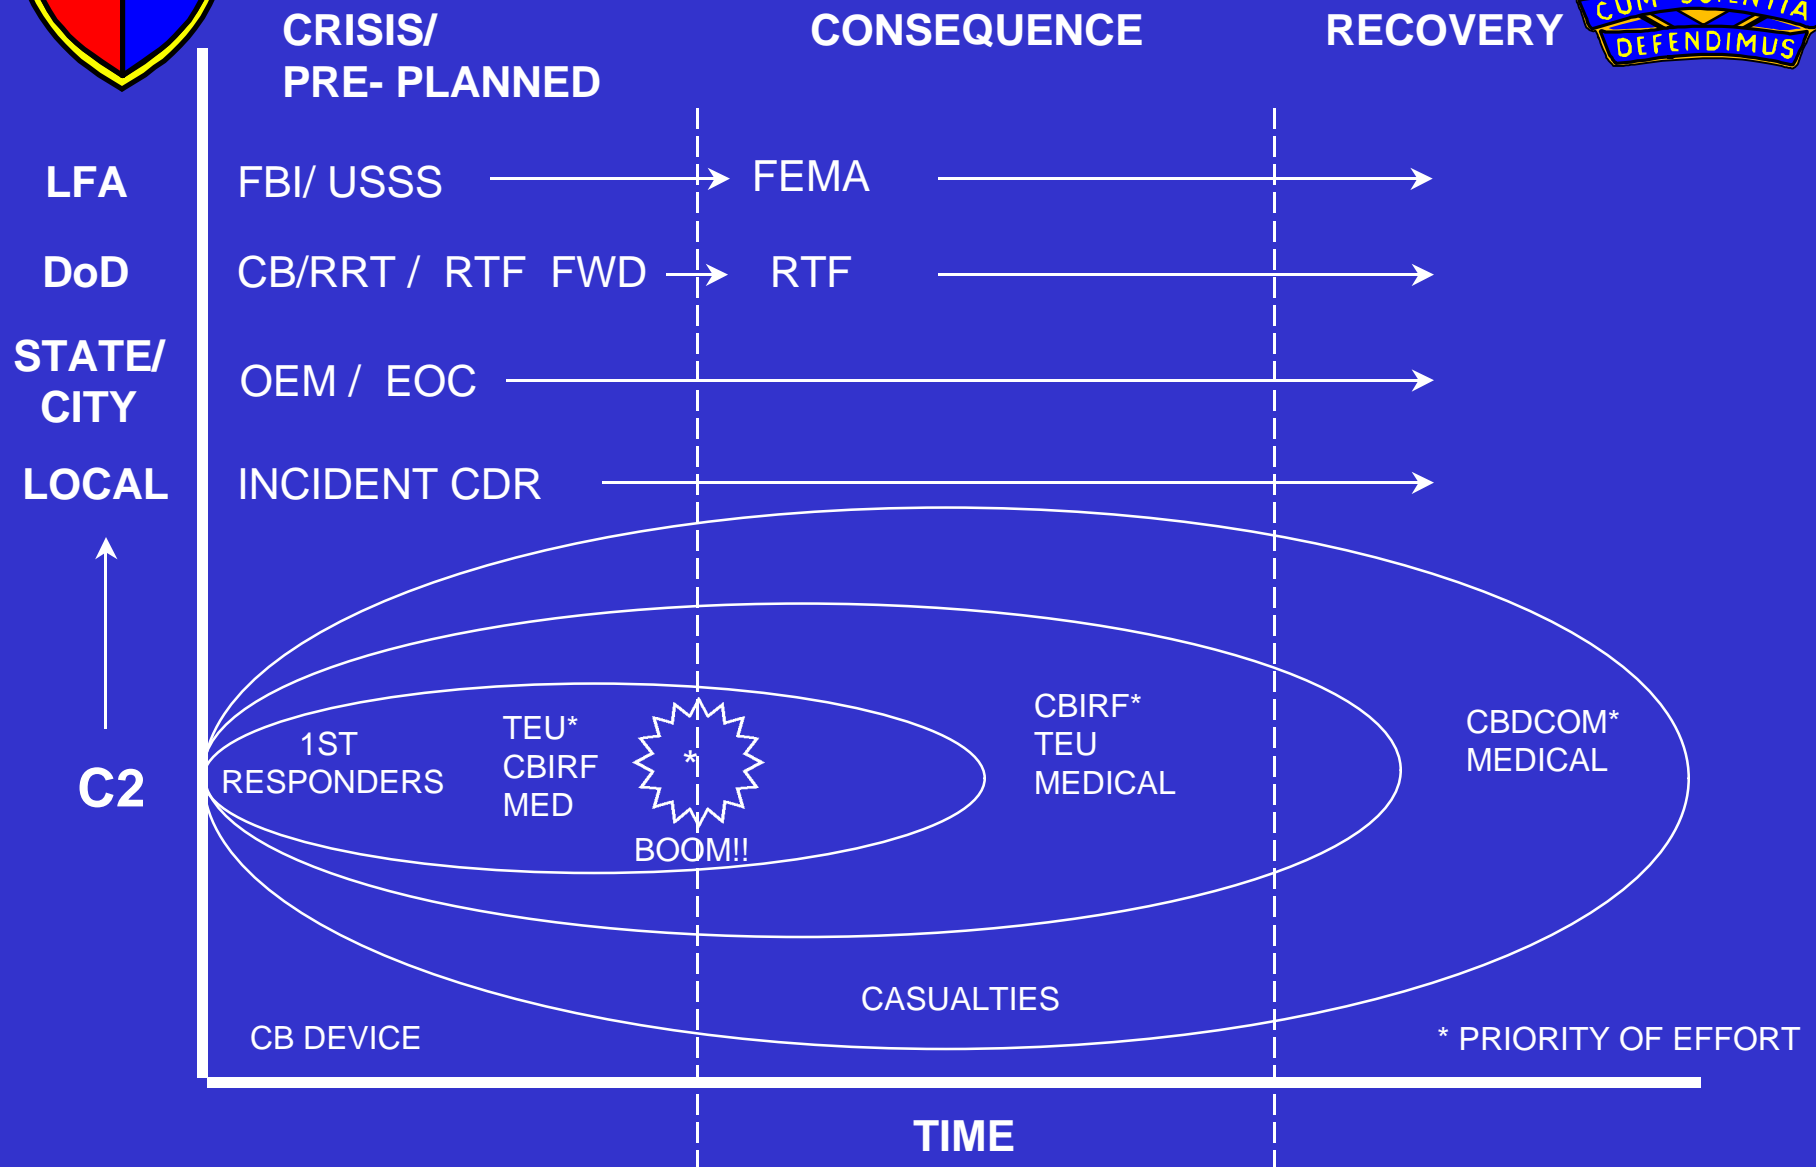 CRISIS/
PRE- PLANNED
CONSEQUENCE
RECOVERY
CUM SCIENTIA
DEFENDIMUS
LFA
FBI/ USSS
FEMA
DoD
CB/RRT / RTF FWD
RTF
STATE/
CITY
OEM / EOC
LOCAL
INCIDENT CDR
C2
1ST
RESPONDERS
TEU*
CBIRF
MED
*
BOOM!!
CBIRF*
TEU
MEDICAL
CBDCOM*
MEDICAL
CASUALTIES
CB DEVICE
* PRIORITY OF EFFORT
TIME